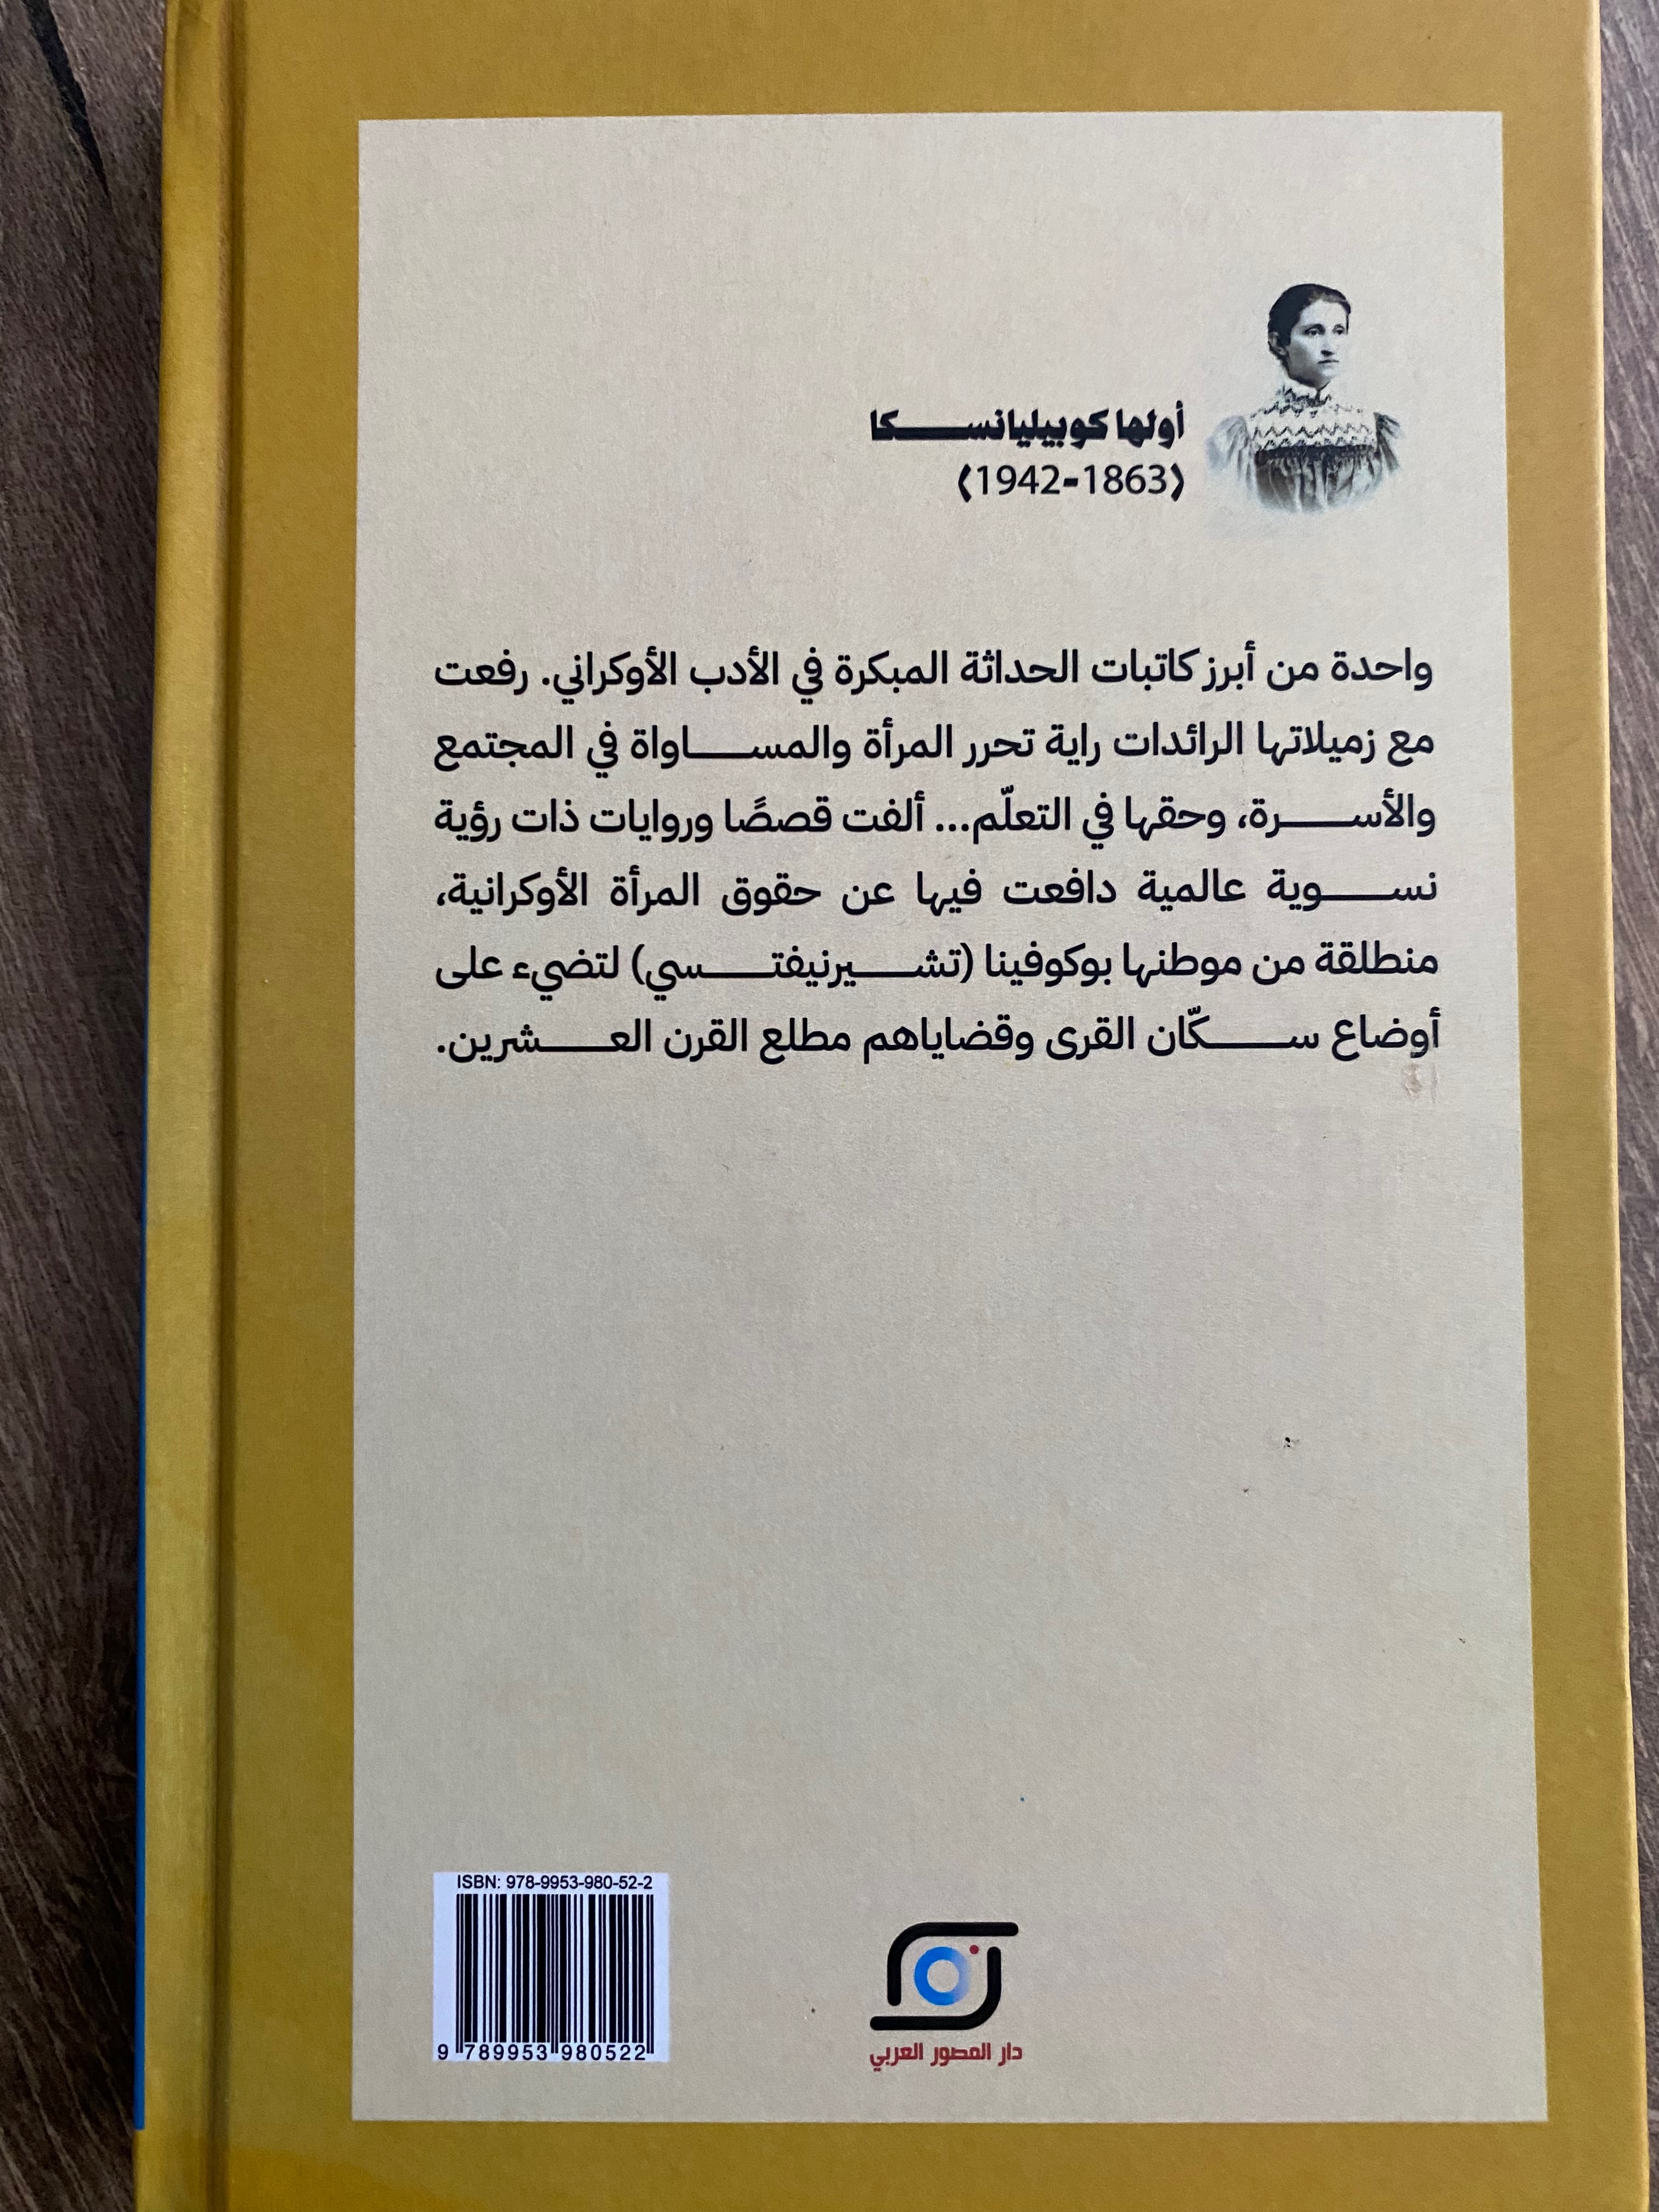 أولها كوبيليانسكا
(1863-1942)
واحدة من أبرز كاتبات الحداثة المبكرة في الأدب الأوكراني. رفعت
مع زميلاتها الرائدات راية تحرر المرأة والمساواة في المجتمع
والأسرة، وحقها في التعلّم... ألفت قصصًا وروايات ذات رؤية
نسوية عالمية دافعت فيها عن حقوق المرأة الأوكرانية،
منطلقة من موطنها بوكوفينا (تشيرنيفتسي) لتضيء على
أوضاع سكّان القرى وقضاياهم مطلع القرن العشرين.
ISBN: 978-9953-980-52-2
9 789953 980522
دار المصور العربي